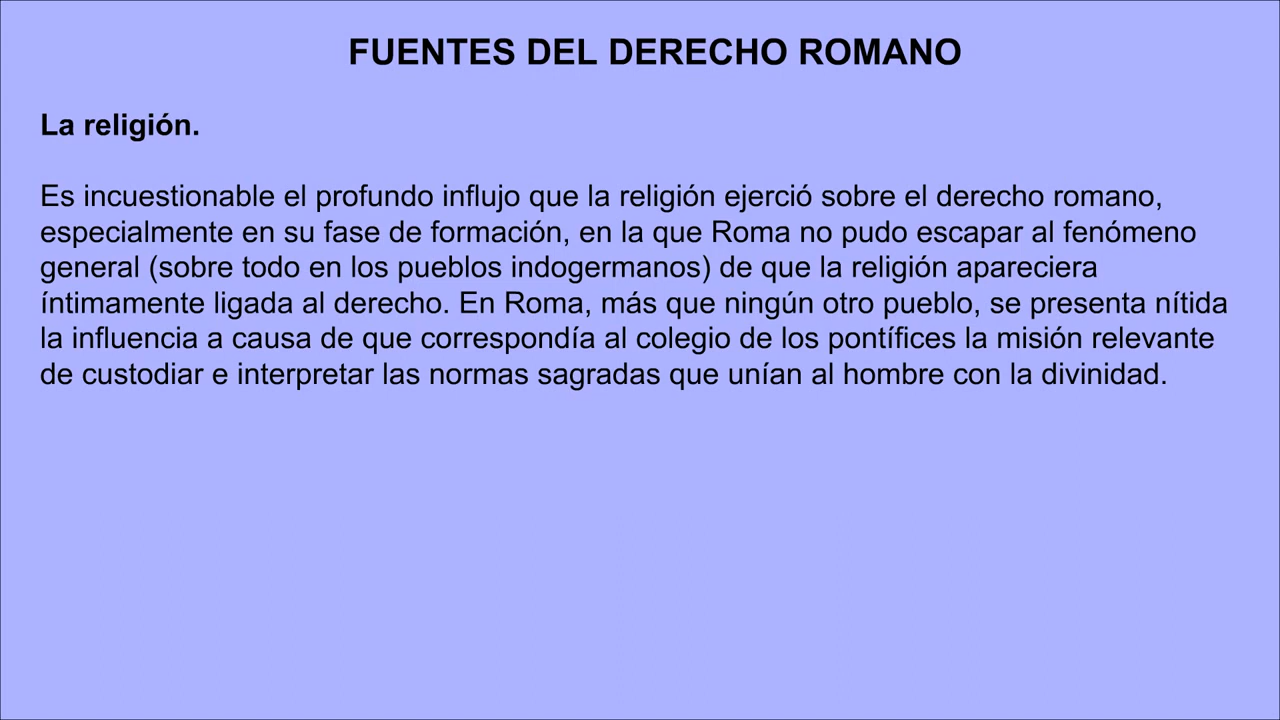 FUENTES DEL DERECHO ROMANO
La religión.
Es incuestionable el profundo influjo que la religión ejerció sobre el derecho romano,
especialmente en su fase de formación, en la que Roma no pudo escapar al fenómeno
general (sobre todo en los pueblos indogermanos) de que la religión apareciera
íntimamente ligada al derecho. En Roma, más que ningún otro pueblo, se presenta nítida
la influencia a causa de que correspondía al colegio de los pontífices la misión relevante
de custodiar e interpretar las normas sagradas que unían al hombre con la divinidad.